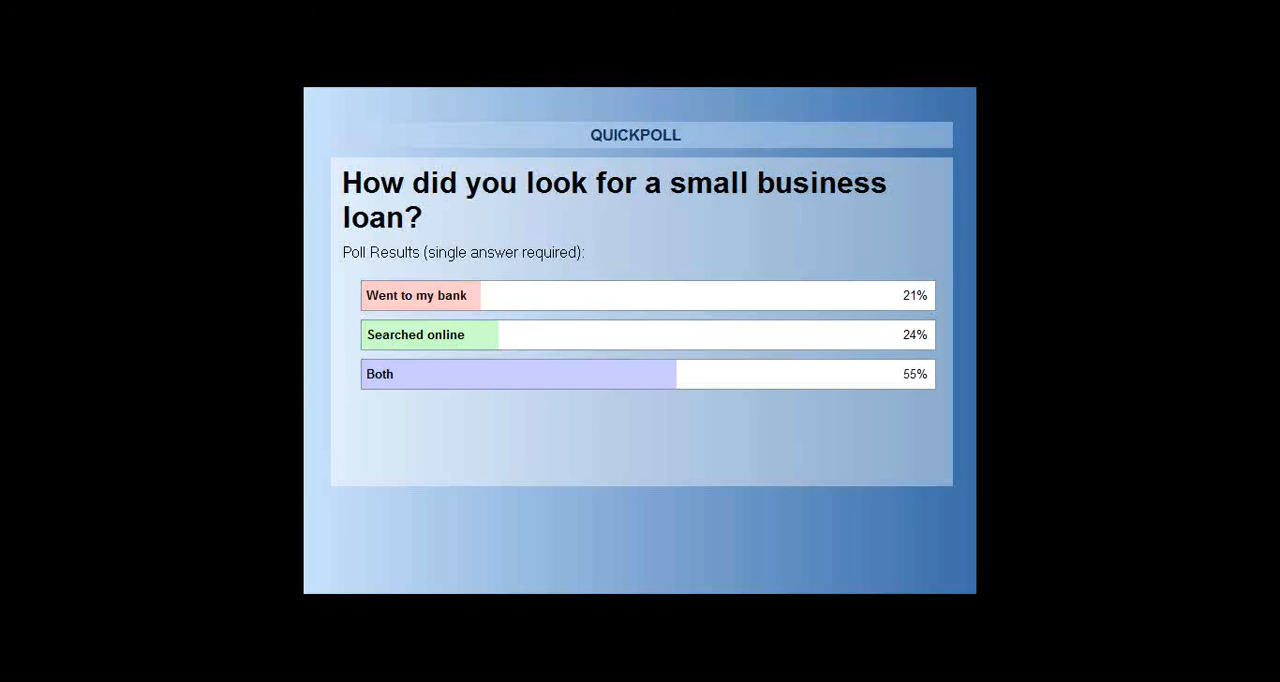 QUICKPOLL
How did you look for a small business
loan?
Poll Results (single answer required):
Went to my bank 21%
Searched online 24%
Both 55%